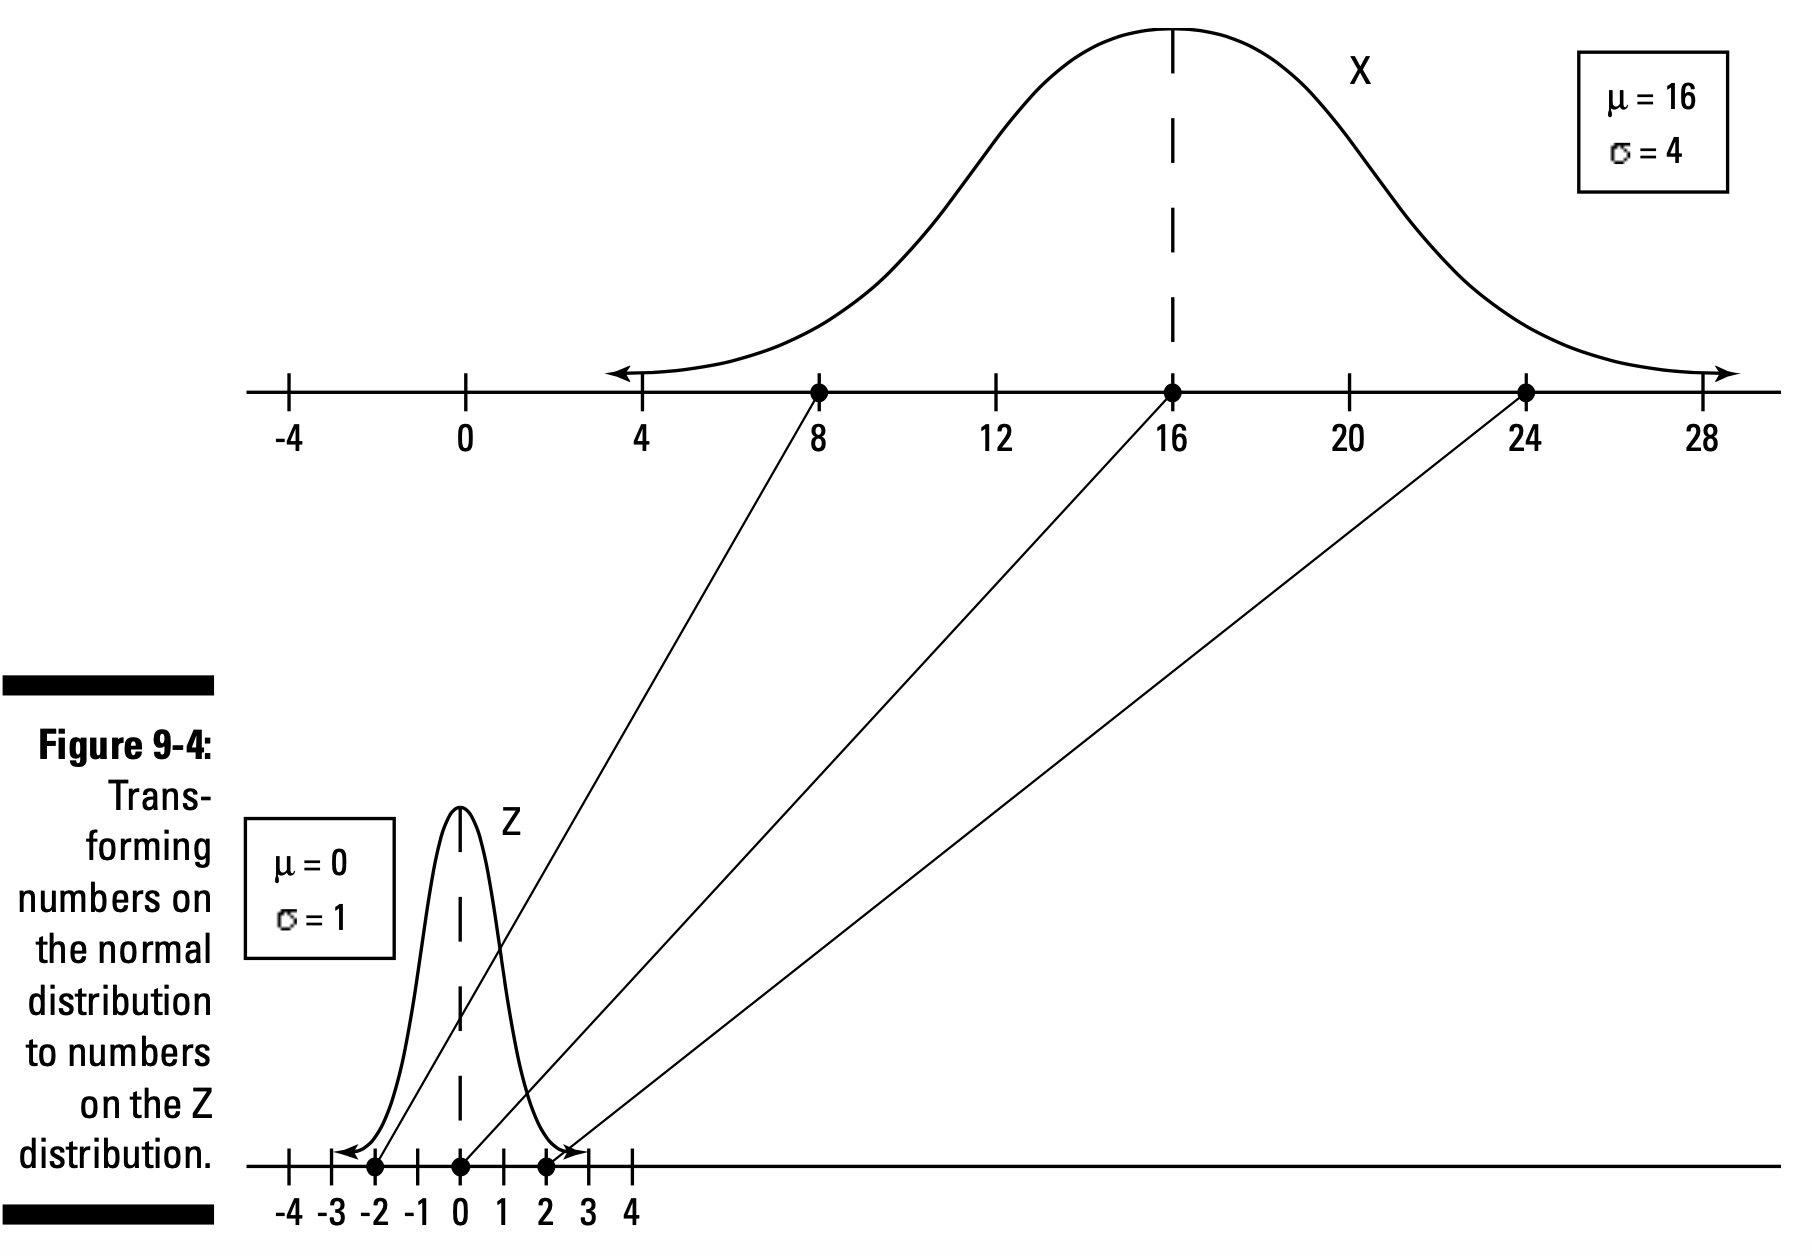 X
μ = 16
σ = 4
-4 0 4 8 12 16 20 24 28
Figure 9-4:
Trans-
forming
numbers on
the normal
distribution
to numbers
on the Z
distribution.
μ = 0
σ = 1
Z
-4 -3 -2 -1 0 1 2 3 4